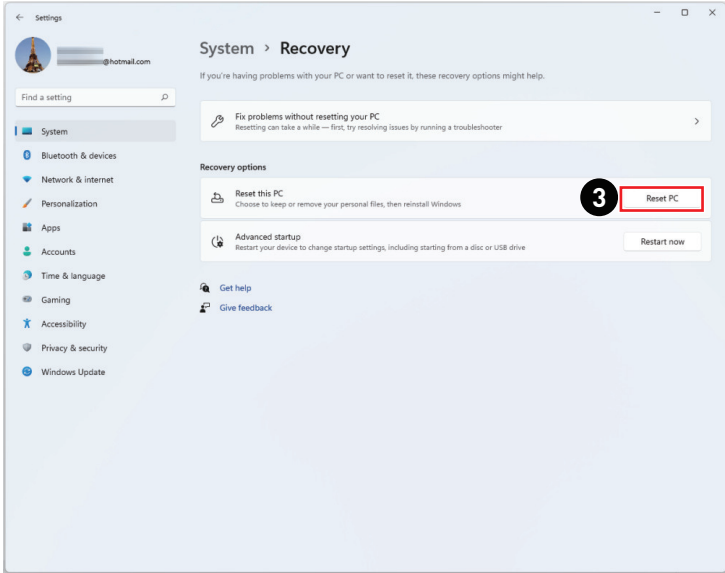 Settings
@hotmail.com
Find a setting
System
Bluetooth & devices
Network & internet
Personalization
Apps
Accounts
Time & language
Gaming
Accessibility
Privacy & security
Windows Update
System > Recovery
If you're having problems with your PC or want to reset it, these recovery options might help.
Fix problems without resetting your PC
Resetting can take a while — first, try resolving issues by running a troubleshooter
Recovery options
Reset this PC
Choose to keep or remove your personal files, then reinstall Windows
3
Reset PC
Advanced startup
Restart your device to change startup settings, including starting from a disc or USB drive
Restart now
Get help
Give feedback